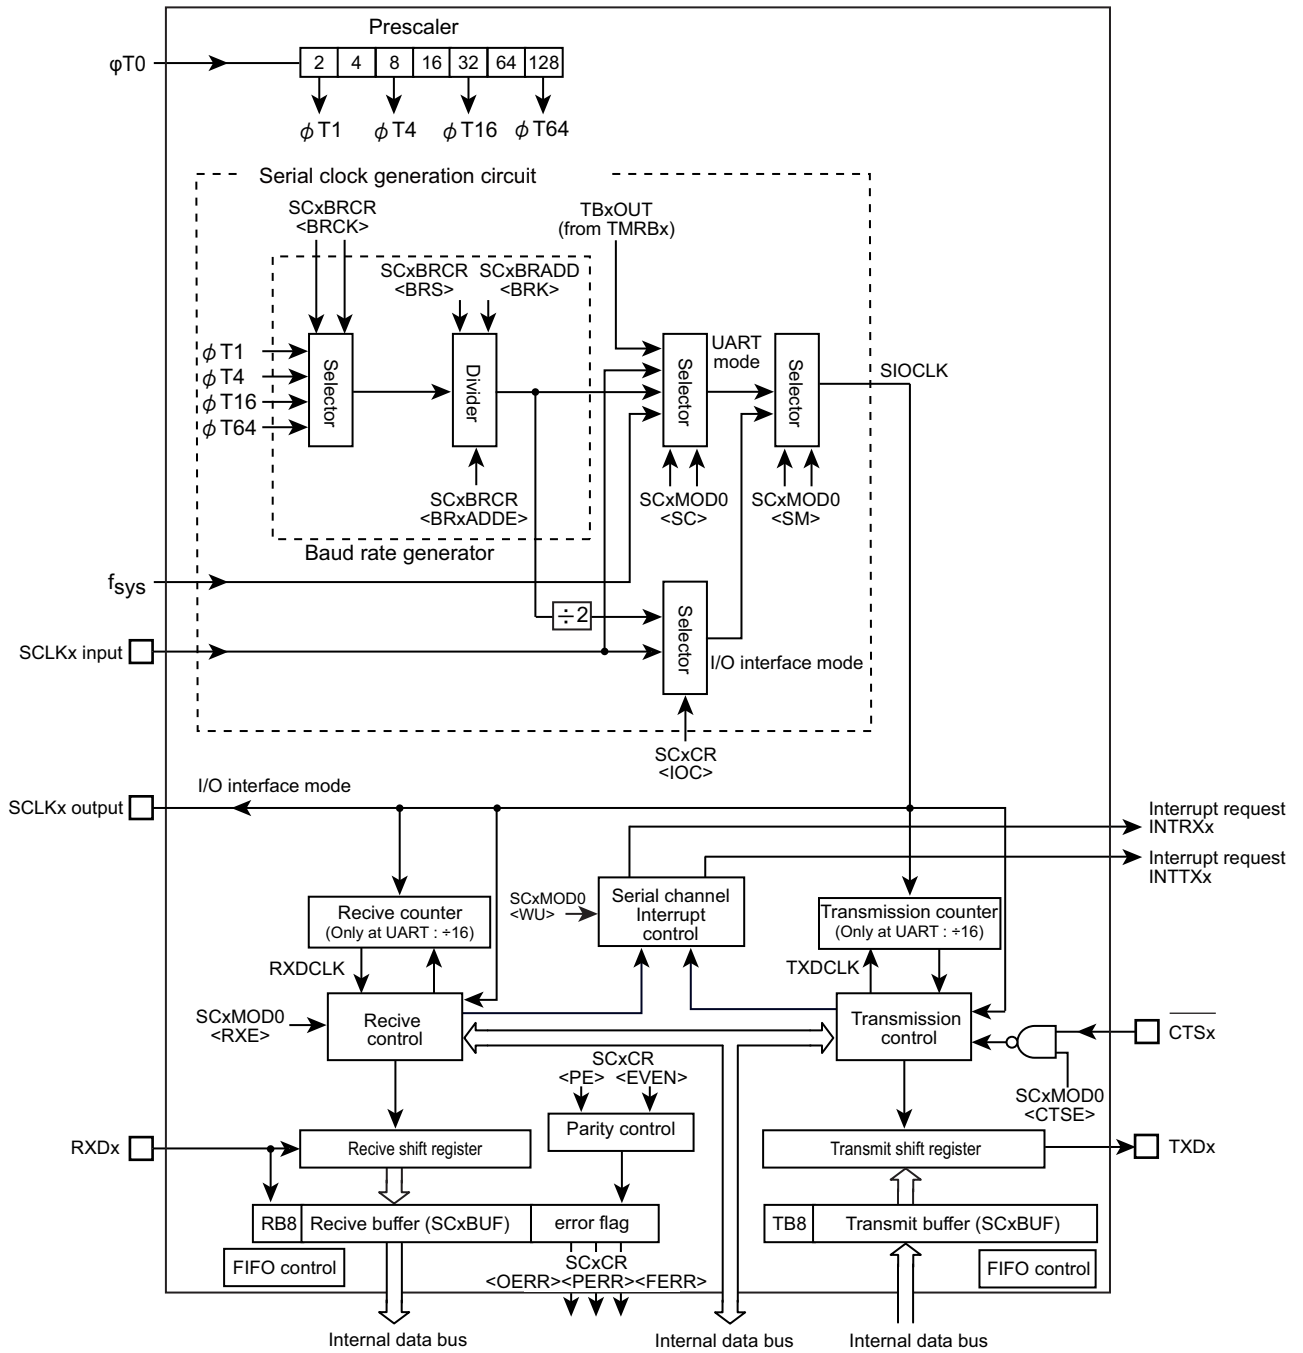 Prescaler
φT0
2 4 8 16 32 64 128
ϕT1 ϕT4 ϕT16 ϕT64
Serial clock generation circuit
SCxBRCR
<BRCK>
TBxOUT
(from TMRBx)
SCxBRCR
<BRS>
SCxBRADD
<BRK>
ϕT1
ϕT4
ϕT16
ϕT64
Selector
Divider
Selector
UART
mode
Selector
SIOCLK
SCxBRCR
<BRxADDE>
SCxMOD0
<SC>
SCxMOD0
<SM>
Baud rate generator
fsys
÷2
Selector
SCLKx input
I/O interface mode
SCxCR
<IOC>
I/O interface mode
SCLKx output
Interrupt request
INTRXx
Interrupt request
INTTXx
Recive counter
(Only at UART : ÷16)
SCxMOD0
<WU>
Serial channel
Interrupt
control
Transmission counter
(Only at UART : ÷16)
RXDCLK
TXDCLK
SCxMOD0
<RXE>
Recive
control
Transmission
control
CTSx
SCxMOD0
<CTSE>
SCxCR
<PE> <EVEN>
Parity control
RXDx
Recive shift register
Transmit shift register
TXDx
RB8 Recive buffer (SCxBUF) error flag
TB8 Transmit buffer (SCxBUF)
FIFO control
SCxCR
<OERR><PERR><FERR>
FIFO control
Internal data bus
Internal data bus
Internal data bus